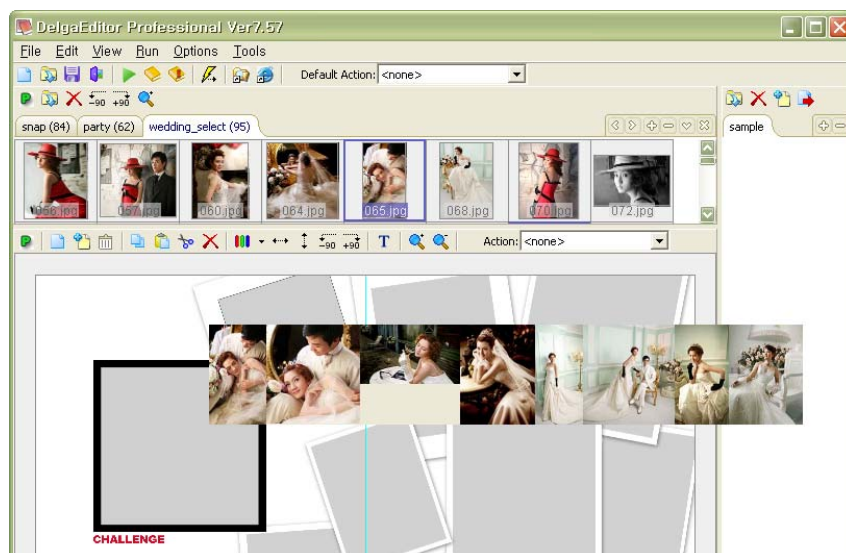 DelgaEditor Professional Ver7.57
File Edit View Run Options Tools
Default Action: <none>
-90 +90
snap (84) party (62) wedding_select (95) sample
056.jpg 057.jpg 060.jpg 064.jpg 065.jpg 068.jpg 070.jpg 072.jpg
-90 +90 T Action: <none>
CHALLENGE